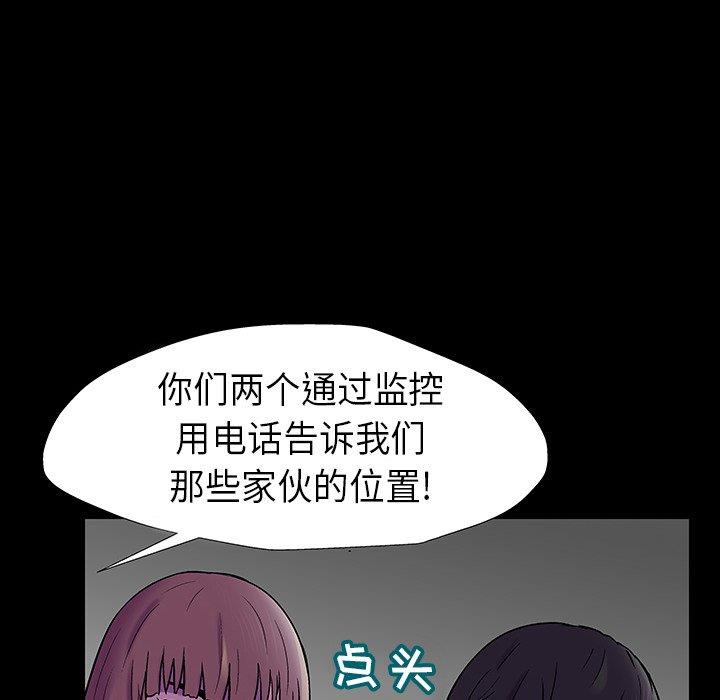 你们两个通过监控
用电话告诉我们
那些家伙的位置!
点头